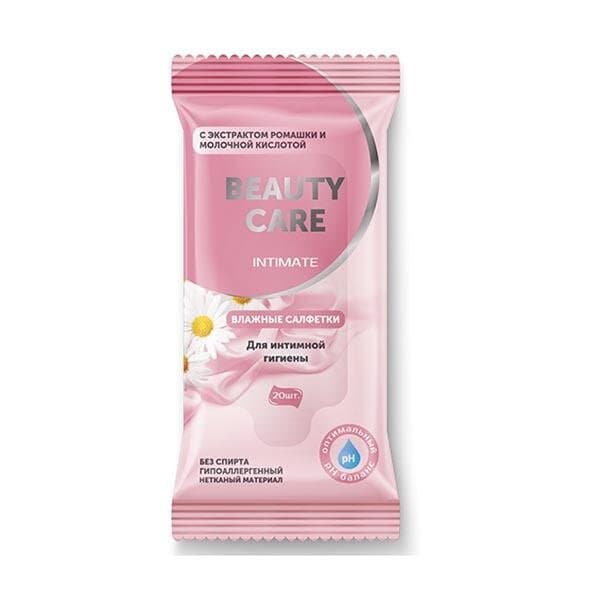 С ЭКСТРАКТОМ РОМАШКИ И
МОЛОЧНОЙ КИСЛОТОЙ
BEAUTY
CARE
INTIMATE
ВЛАЖНЫЕ САЛФЕТКИ
Для интимной
гигиены
20шт.
оптимальный
pH баланс
pH
БЕЗ СПИРТА
ГИПОАЛЛЕРГЕННЫЙ
НЕТКАНЫЙ МАТЕРИАЛ